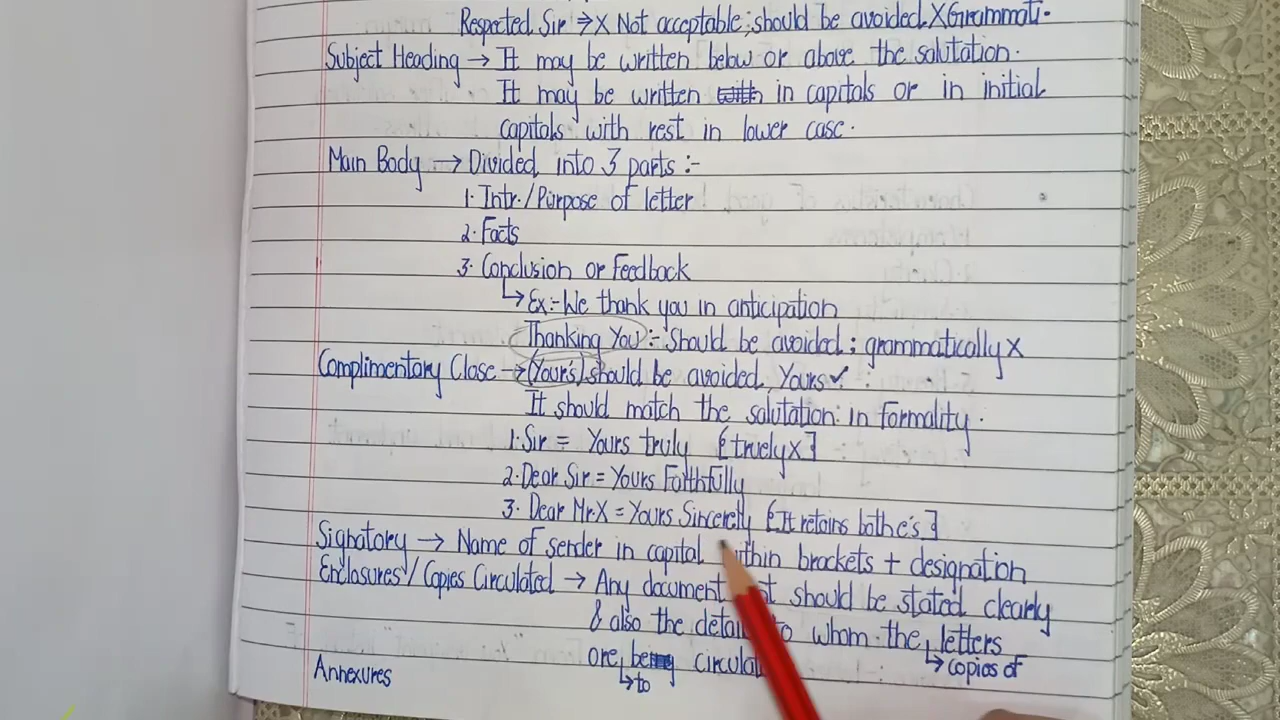 Respected Sir ⇒ X Not acceptable; should be avoided X Grammati-
Subject Heading → It may be written below or above the salutation.
It may be written in capitals or in initial
capitals with rest in lower case.
Main Body → Divided into 3 parts :-
1. Intr./Purpose of letter
2. Facts
3. Conclusion or Feedback
↳ Ex:- We thank you in anticipation
Thanking You :- Should be avoided; grammatically X
Complimentary Close → (Your's) should be avoided, Yours ✓ :
It should match the salutation in formality.
1. Sir = Yours truly [truely X]
2. Dear Sir = Yours Faithfully
3. Dear Mr.X = Yours Sincerely [It retains both e's]
Signatory → Name of sender in capital within brackets + designation
Enclosures / Copies Circulated → Any document should be stated clearly
& also the detail to whom the letters
↳ copies of
are
↳ to
Annexures